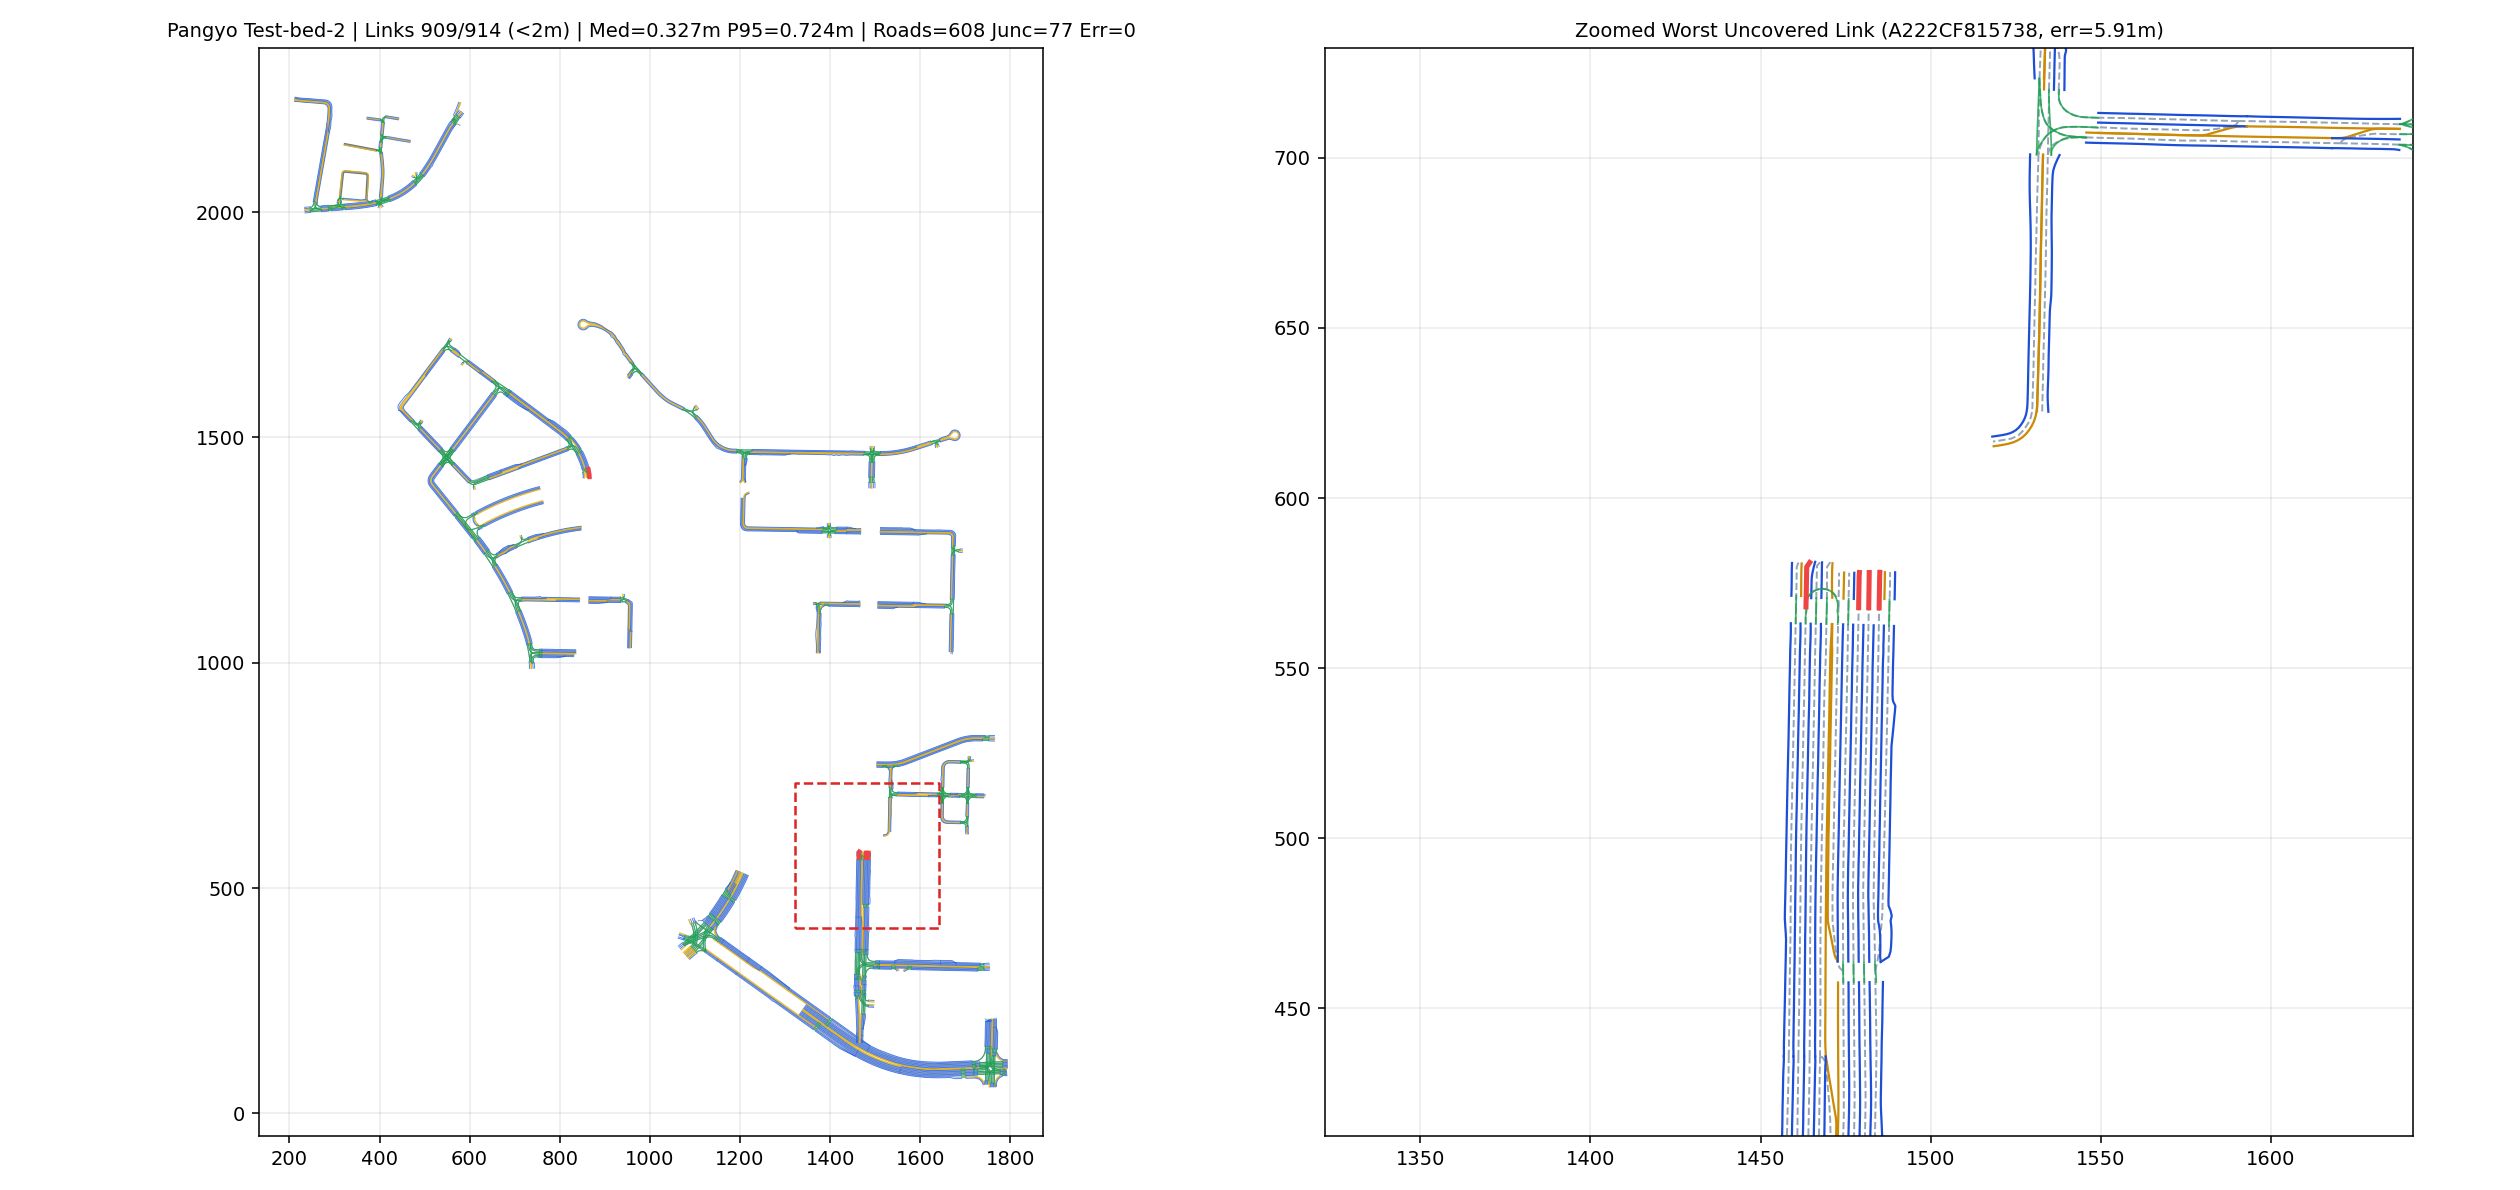 Pangyo Test-bed-2 | Links 909/914 (<2m) | Med=0.327m P95=0.724m | Roads=608 Junc=77 Err=0
2000
1500
1000
500
0
200 400 600 800 1000 1200 1400 1600 1800
Zoomed Worst Uncovered Link (A222CF815738, err=5.91m)
700
650
600
550
500
450
1350 1400 1450 1500 1550 1600